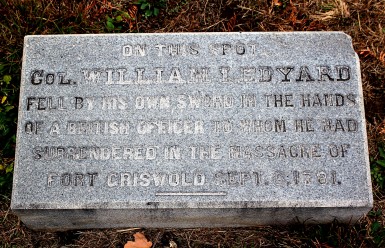 ON THIS SPOT
COL. WILLIAM LEDYARD
FELL BY HIS OWN SWORD IN THE HANDS
OF A BRITISH OFFICER TO WHOM HE HAD
SURRENDERED IN THE MASSACRE OF
FORT GRISWOLD SEPT. 6. 1781.